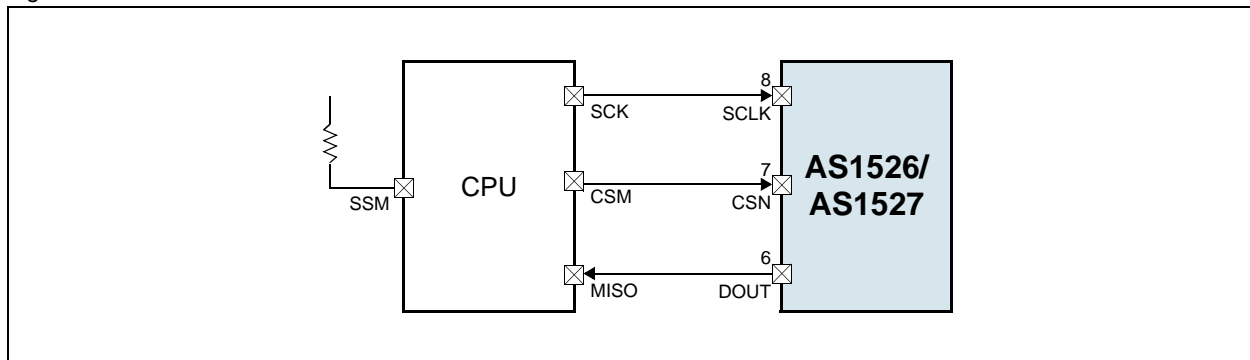 8
SCK
SCLK
AS1526/
AS1527
7
CPU
CSM
CSN
SSM
6
MISO
DOUT